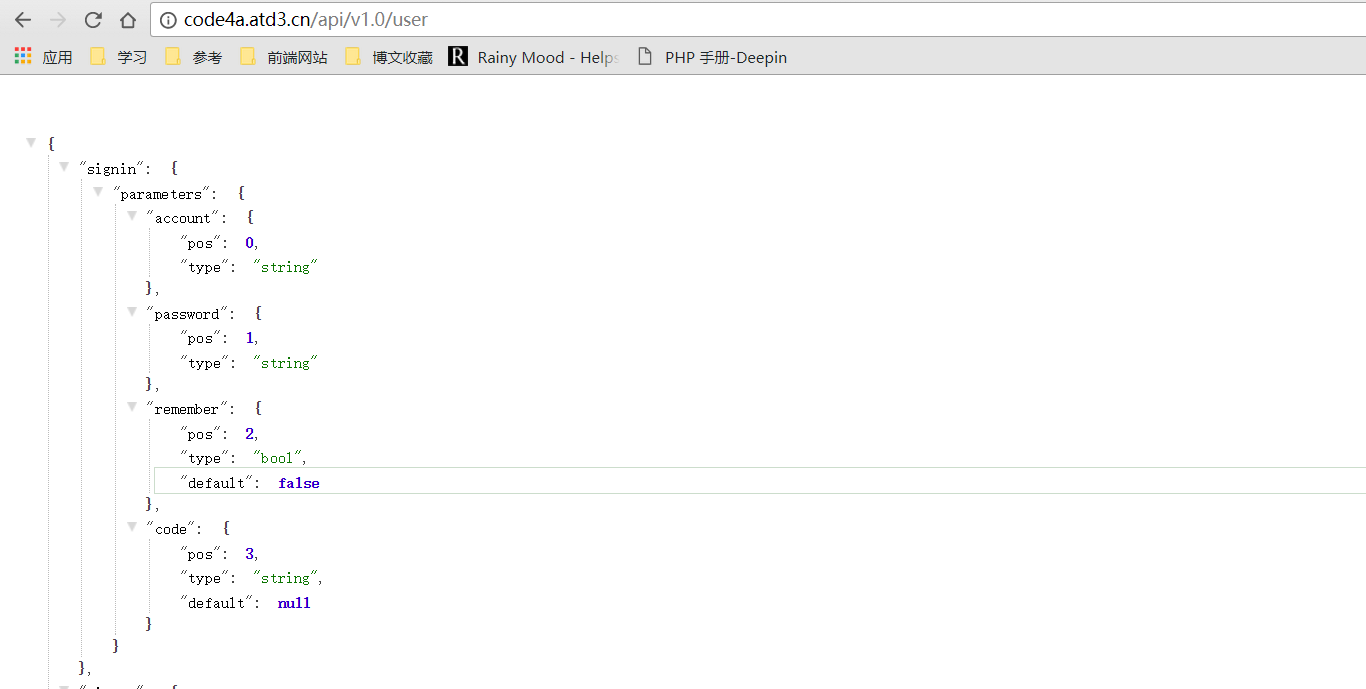 code4a.atd3.cn/api/v1.0/user
应用 学习 参考 前端网站 博文收藏 R Rainy Mood - Helps PHP 手册-Deepin
{
"signin": {
"parameters": {
"account": {
"pos": 0,
"type": "string"
},
"password": {
"pos": 1,
"type": "string"
},
"remember": {
"pos": 2,
"type": "bool",
"default": false
},
"code": {
"pos": 3,
"type": "string",
"default": null
}
}
},